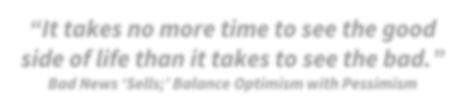 “It takes no more time to see the good
side of life than it takes to see the bad.”
Bad News ‘Sells;’ Balance Optimism with Pessimism